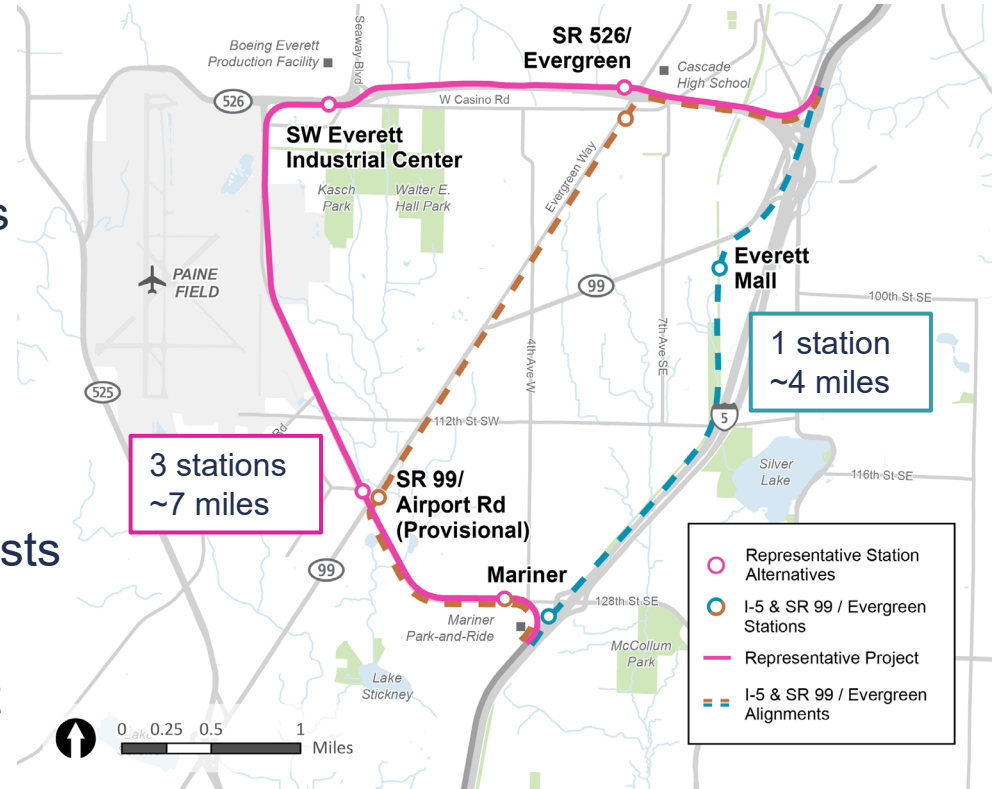 SR 526/
Evergreen
Boeing Everett
Production Facility
Seaway Blvd
Cascade
High School
526
W Casino Rd
SW Everett
Industrial Center
Kasch
Park
Walter E.
Hall Park
Evergreen Way
s
PAINE
FIELD
Everett
Mall
99
100th St SE
4th Ave W
7th Ave SE
1 station
~4 miles
525
5
112th St SW
Rd
3 stations
~7 miles
SR 99/
Airport Rd
(Provisional)
Silver
Lake
116th St SE
sts
99
Mariner
128th St SE
Mariner
Park-and-Ride
McCollum
Park
Lake
Stickney
Representative Station
Alternatives
I-5 & SR 99 / Evergreen
Stations
Representative Project
I-5 & SR 99 / Evergreen
Alignments
0 0.25 0.5 1
Miles